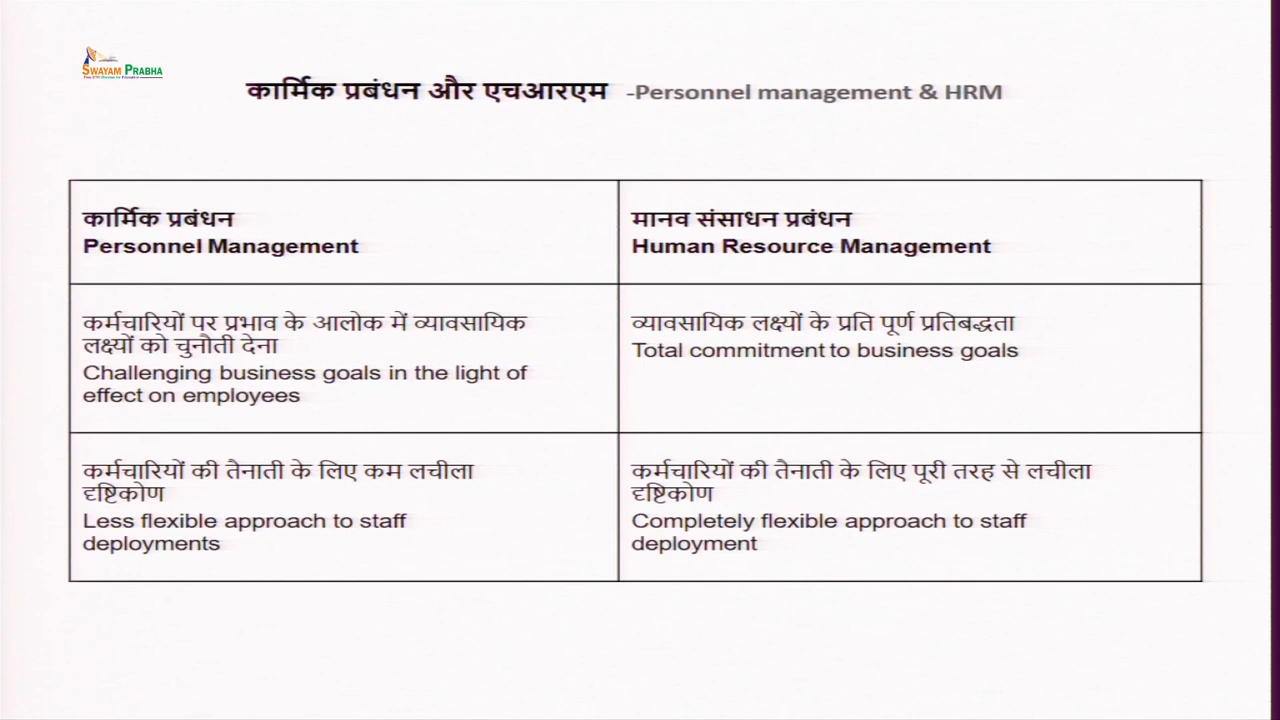 SWAYAM PRABHA
कार्मिक प्रबंधन और एचआरएम -Personnel management & HRM
कार्मिक प्रबंधन
Personnel Management
मानव संसाधन प्रबंधन
Human Resource Management
कर्मचारियों पर प्रभाव के आलोक में व्यावसायिक
लक्ष्यों को चुनौती देना
Challenging business goals in the light of
effect on employees
व्यावसायिक लक्ष्यों के प्रति पूर्ण प्रतिबद्धता
Total commitment to business goals
कर्मचारियों की तैनाती के लिए कम लचीला
दृष्टिकोण
Less flexible approach to staff
deployments
कर्मचारियों की तैनाती के लिए पूरी तरह से लचीला
दृष्टिकोण
Completely flexible approach to staff
deployment